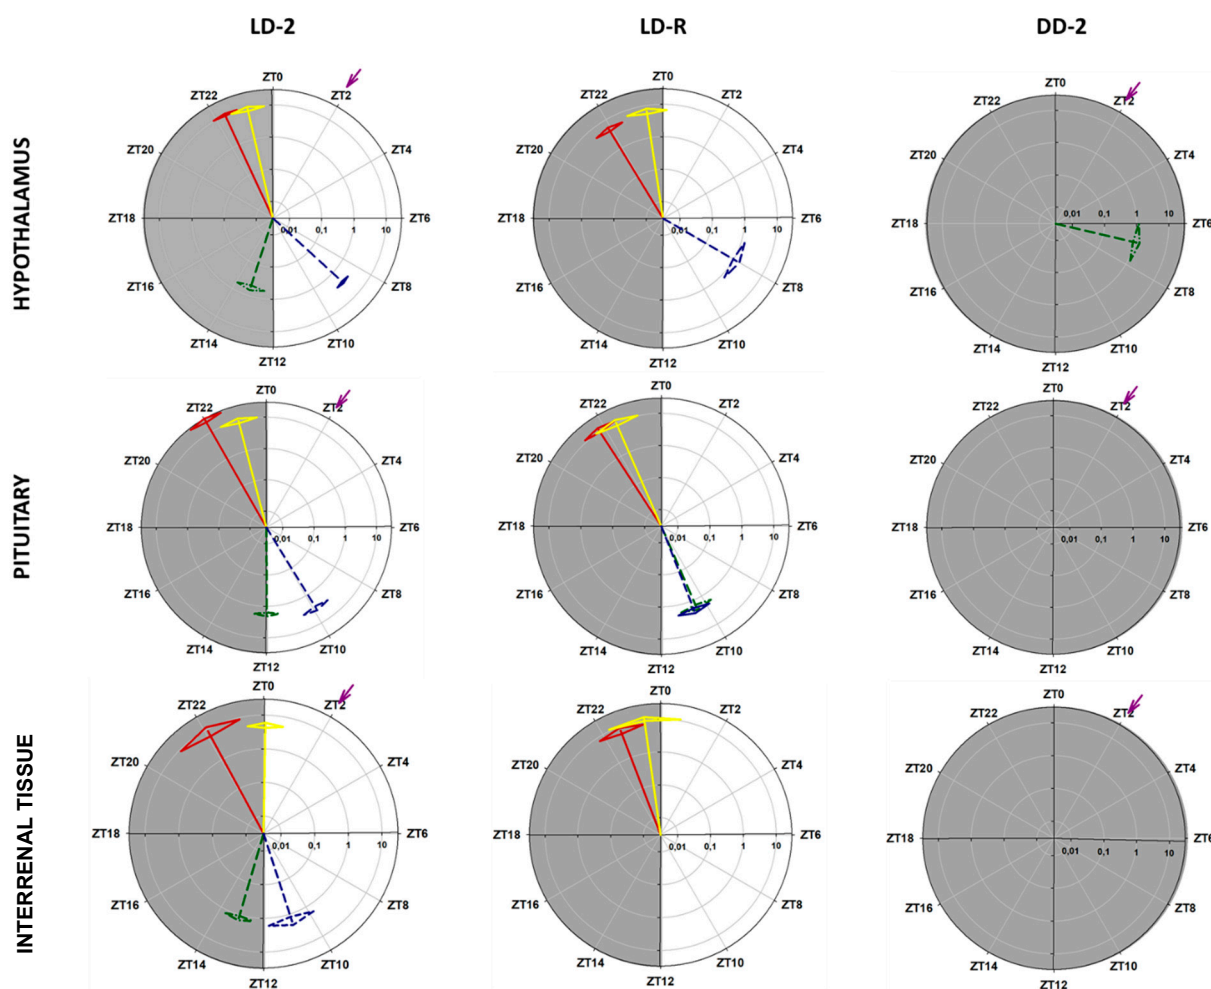 LD-2 LD-R DD-2
HYPOTHALAMUS
ZT0
ZT2
ZT4
ZT6
ZT8
ZT10
ZT12
ZT14
ZT16
ZT18
ZT20
ZT22
0,01 0,1 1 10
ZT0
ZT2
ZT4
ZT6
ZT8
ZT10
ZT12
ZT14
ZT16
ZT18
ZT20
ZT22
0,01 0,1 1 10
ZT0
ZT2
ZT4
ZT6
ZT8
ZT10
ZT12
ZT14
ZT16
ZT18
ZT20
ZT22
0,01 0,1 1 10
PITUITARY
ZT0
ZT2
ZT4
ZT6
ZT8
ZT10
ZT12
ZT14
ZT16
ZT18
ZT20
ZT22
0,01 0,1 1 10
ZT0
ZT2
ZT4
ZT6
ZT8
ZT10
ZT12
ZT14
ZT16
ZT18
ZT20
ZT22
0,01 0,1 1 10
ZT0
ZT2
ZT4
ZT6
ZT8
ZT10
ZT12
ZT14
ZT16
ZT18
ZT20
ZT22
0,01 0,1 1 10
INTERRENAL TISSUE
ZT0
ZT2
ZT4
ZT6
ZT8
ZT10
ZT12
ZT14
ZT16
ZT18
ZT20
ZT22
0,01 0,1 1 10
ZT0
ZT2
ZT4
ZT6
ZT8
ZT10
ZT12
ZT14
ZT16
ZT18
ZT20
ZT22
0,01 0,1 1 10
ZT0
ZT2
ZT4
ZT6
ZT8
ZT10
ZT12
ZT14
ZT16
ZT18
ZT20
ZT22
0,01 0,1 1 10